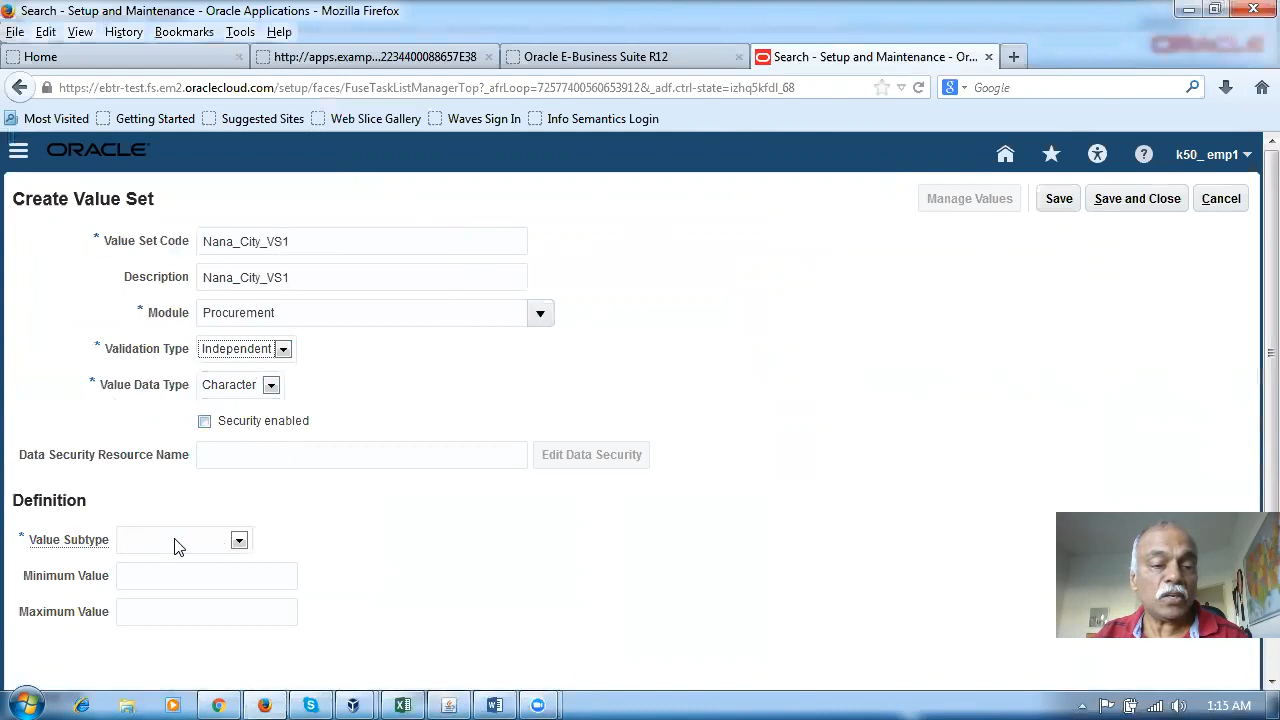 Search - Setup and Maintenance - Oracle Applications - Mozilla Firefox
File Edit View History Bookmarks Tools Help
Home
http://apps.examp...2234400088657E38
Oracle E-Business Suite R12
Search - Setup and Maintenance - Or...
https://ebtr-test.fs.em2.oraclecloud.com/setup/faces/FuseTaskListManagerTop?_afrLoop=7257740560653912&_adf.ctrl-state=izhq5kfdl_68
Google
Most Visited Getting Started Suggested Sites Web Slice Gallery Waves Sign In Info Semantics Location
ORACLE
k50_ emp1
Create Value Set
Manage Values Save Save and Close Cancel
* Value Set Code Nana_City_VS1
Description Nana_City_VS1
* Module Procurement
* Validation Type Independent
* Value Data Type Character
Security enabled
Data Security Resource Name Edit Data Security
Definition
* Value Subtype
Minimum Value
Maximum Value
1:15 AM